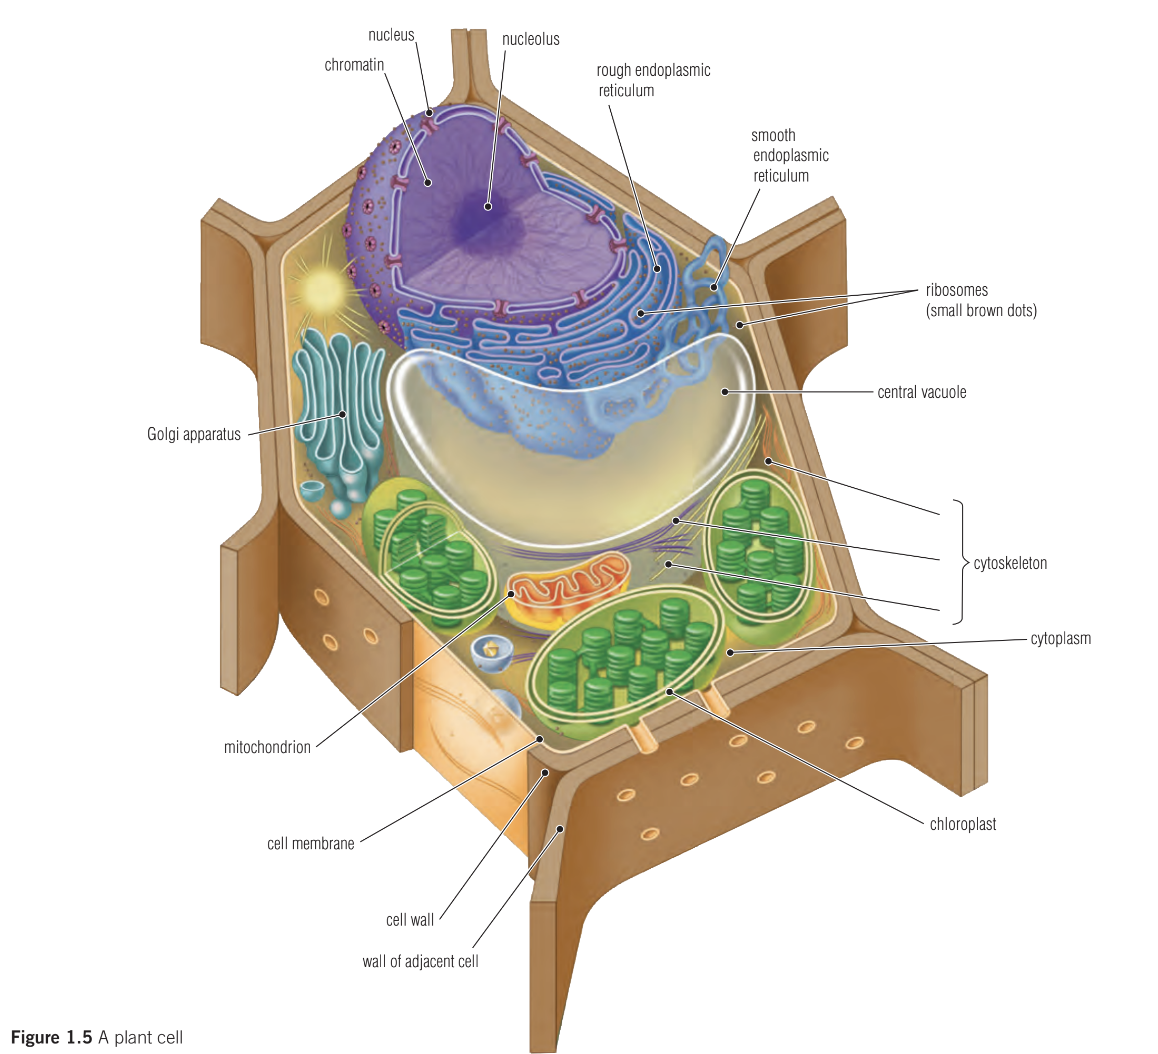 nucleus
nucleolus
chromatin
rough endoplasmic
reticulum
smooth
endoplasmic
reticulum
ribosomes
(small brown dots)
central vacuole
Golgi apparatus
cytoskeleton
cytoplasm
mitochondrion
chloroplast
cell membrane
cell wall
wall of adjacent cell
Figure 1.5 A plant cell